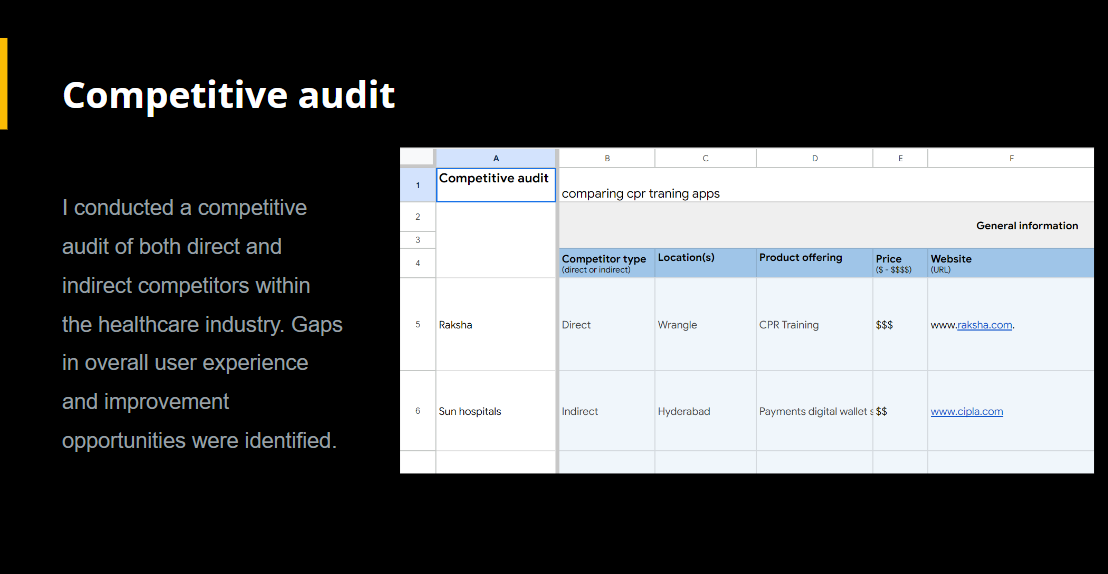 Competitive audit
I conducted a competitive
audit of both direct and
indirect competitors within
the healthcare industry. Gaps
in overall user experience
and improvement
opportunities were identified.
A B C D E F
1 Competitive audit comparing cpr traning apps
2 General information
3
4 Competitor type Location(s) Product offering Price Website
(direct or indirect) ($ - $$$$) (URL)
5 Raksha Direct Wrangle CPR Training $$$ www.raksha.com.
6 Sun hospitals Indirect Hyderabad Payments digital wallet $$ www.cipla.com